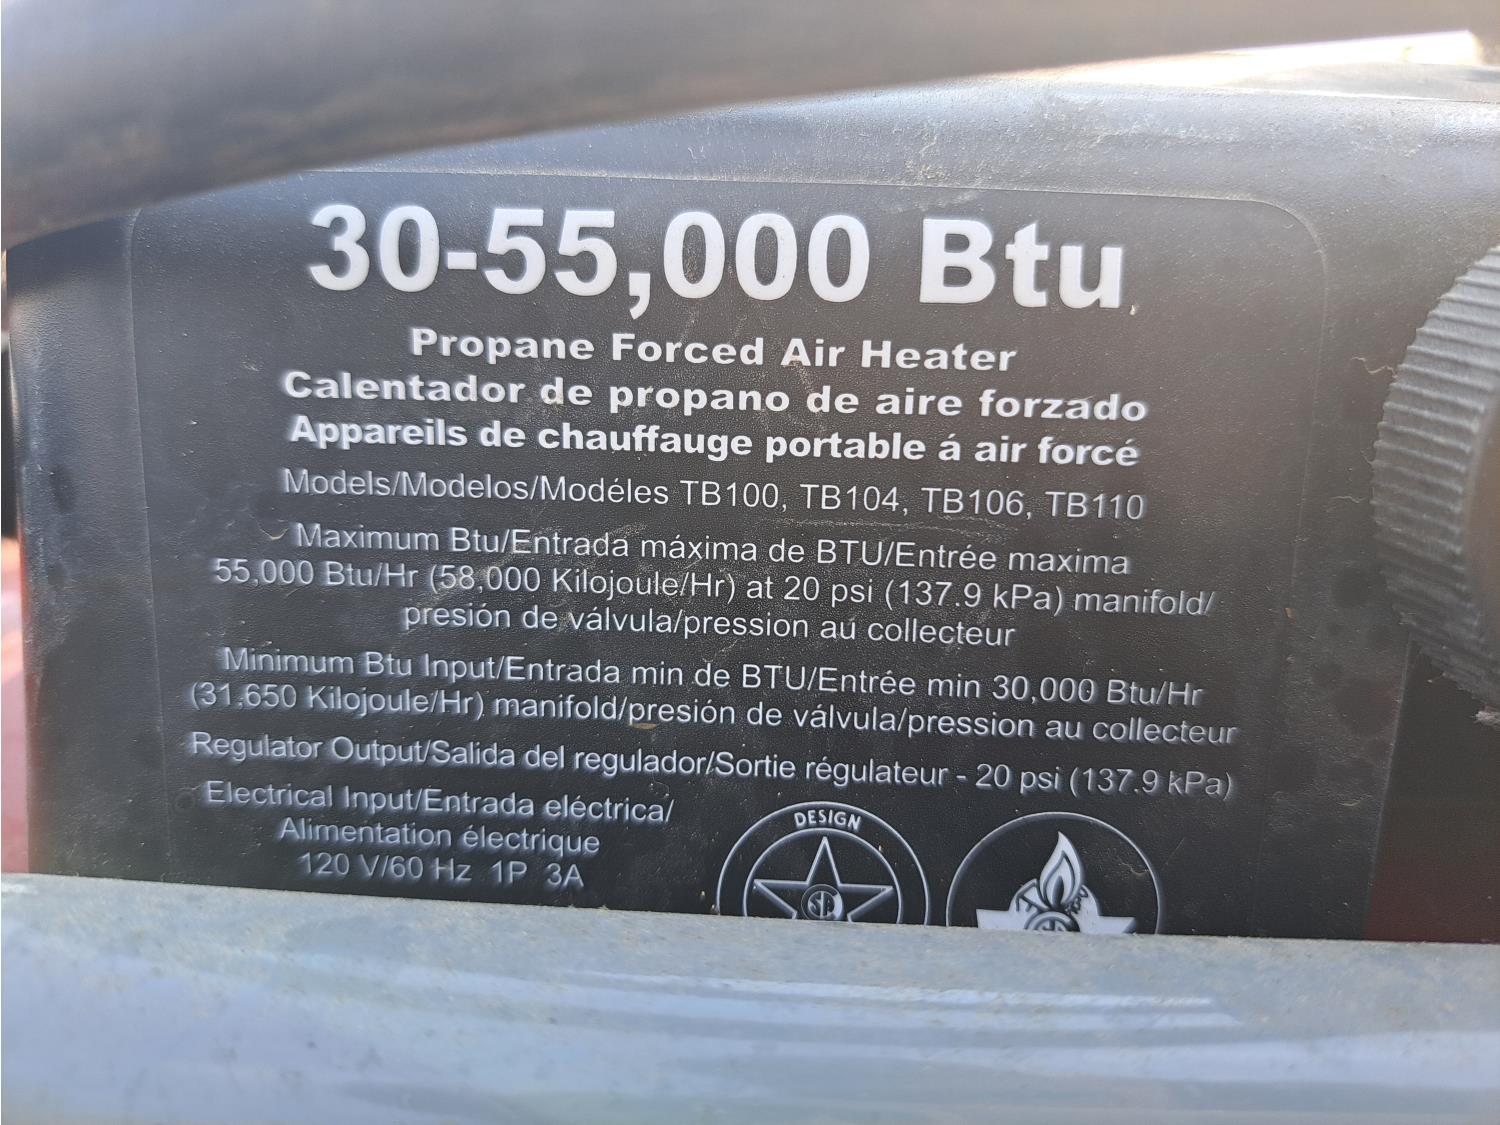 30-55,000 Btu
Propane Forced Air Heater
Calentador de propano de aire forzado
Appareils de chauffauge portable á air forcé
Models/Modelos/Modéles TB100, TB104, TB106, TB110
Maximum Btu/Entrada máxima de BTU/Entrée maxima
55,000 Btu/Hr (58,000 Kilojoule/Hr) at 20 psi (137.9 kPa) manifold/
presión de válvula/pression au collecteur
Minimum Btu Input/Entrada min de BTU/Entrée min 30,000 Btu/Hr
(31,650 Kilojoule/Hr) manifold/presión de válvula/pression au collecteur
Regulator Output/Salida del regulador/Sortie régulateur - 20 psi (137.9 kPa)
Electrical Input/Entrada eléctrica/
Alimentation électrique
120 V/60 Hz 1P 3A
DESIGN